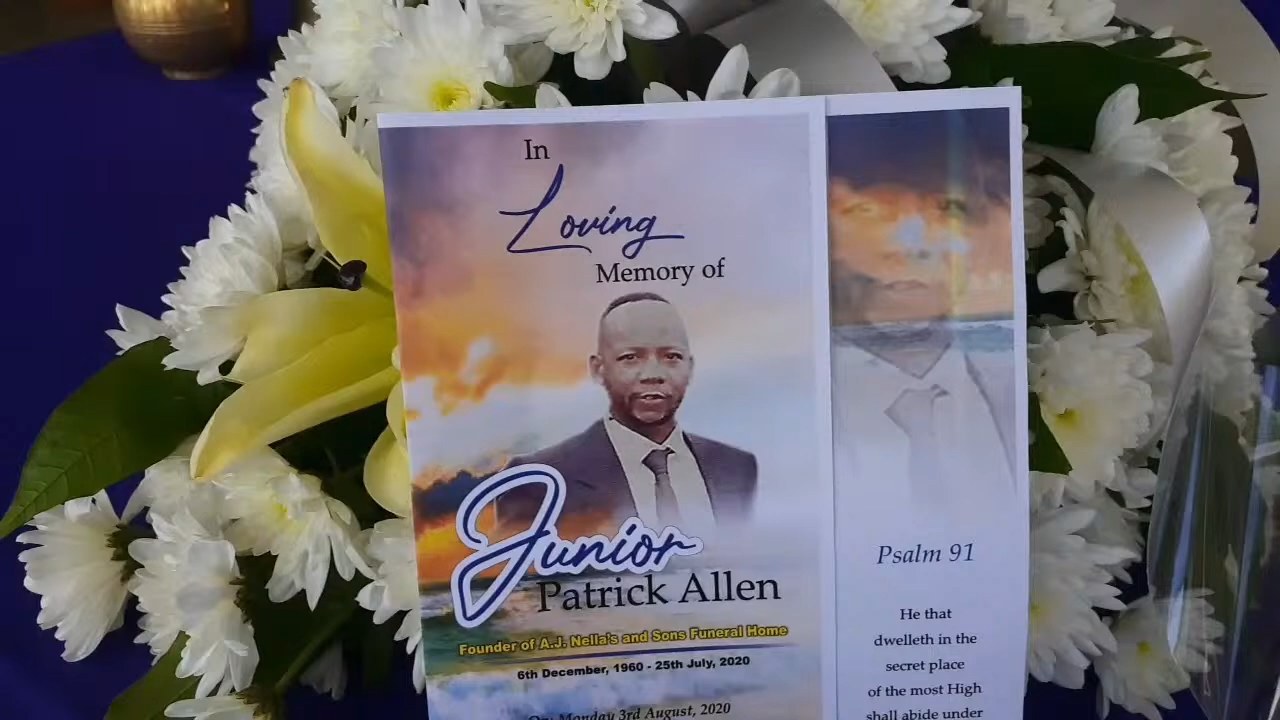 In
Loving
Memory of
Junior
Patrick Allen
Founder of A.J. Nella's and Sons Funeral Home
6th December, 1960 - 25th July, 2020
On: Monday 3rd August, 2020
Psalm 91
He that
dwelleth in the
secret place
of the most High
shall abide under